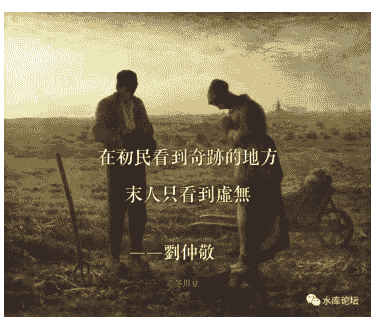 在初民看到奇跡的地方
末人只看到虛無
——劉仲敬
水库论坛